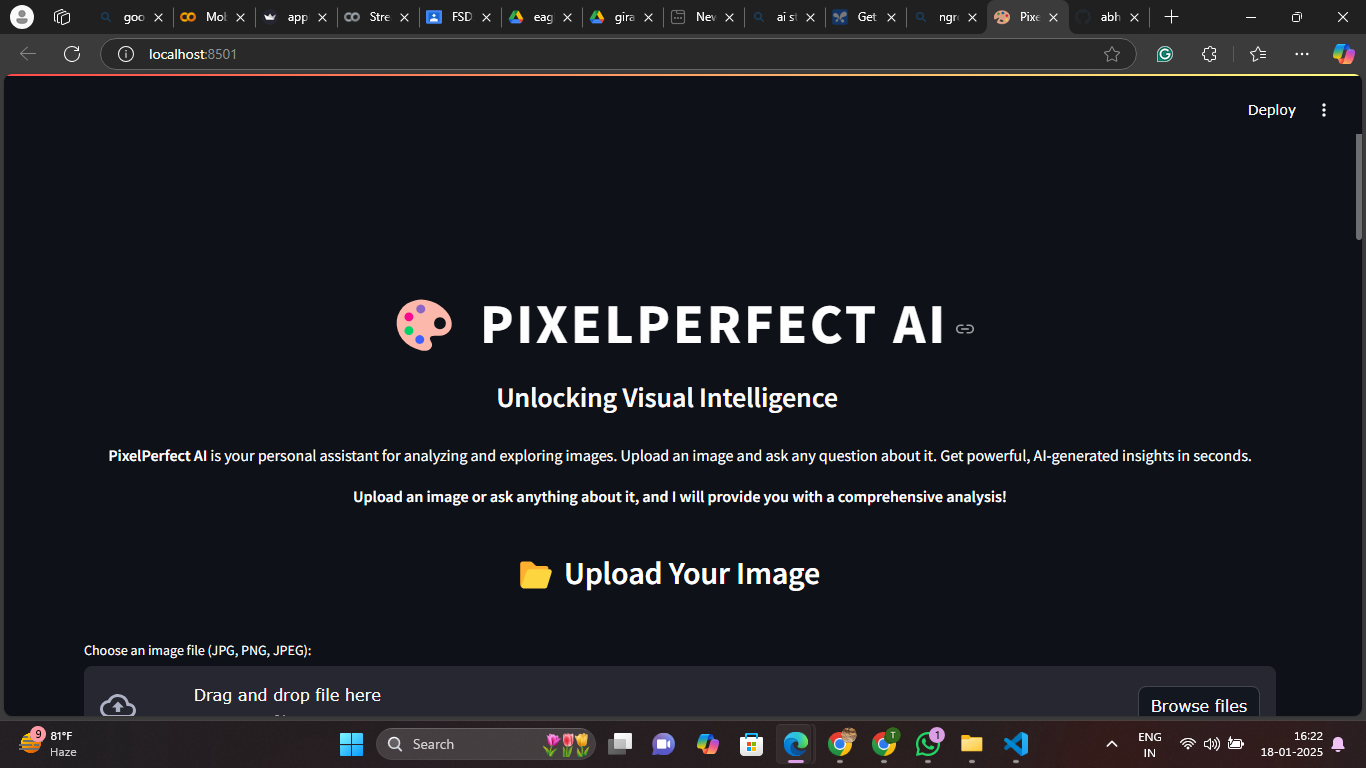 goo
Mol
app
Stre
FSD
eag
gira
Nev
ai st
Get
ngr
Pixe
abh
localhost:8501
Deploy
PIXELPERFECT AI
Unlocking Visual Intelligence
PixelPerfect AI is your personal assistant for analyzing and exploring images. Upload an image and ask any question about it. Get powerful, AI-generated insights in seconds.
Upload an image or ask anything about it, and I will provide you with a comprehensive analysis!
Upload Your Image
Choose an image file (JPG, PNG, JPEG):
Drag and drop file here
Browse files
9
81°F
Haze
Search
T
1
ENG
IN
16:22
18-01-2025